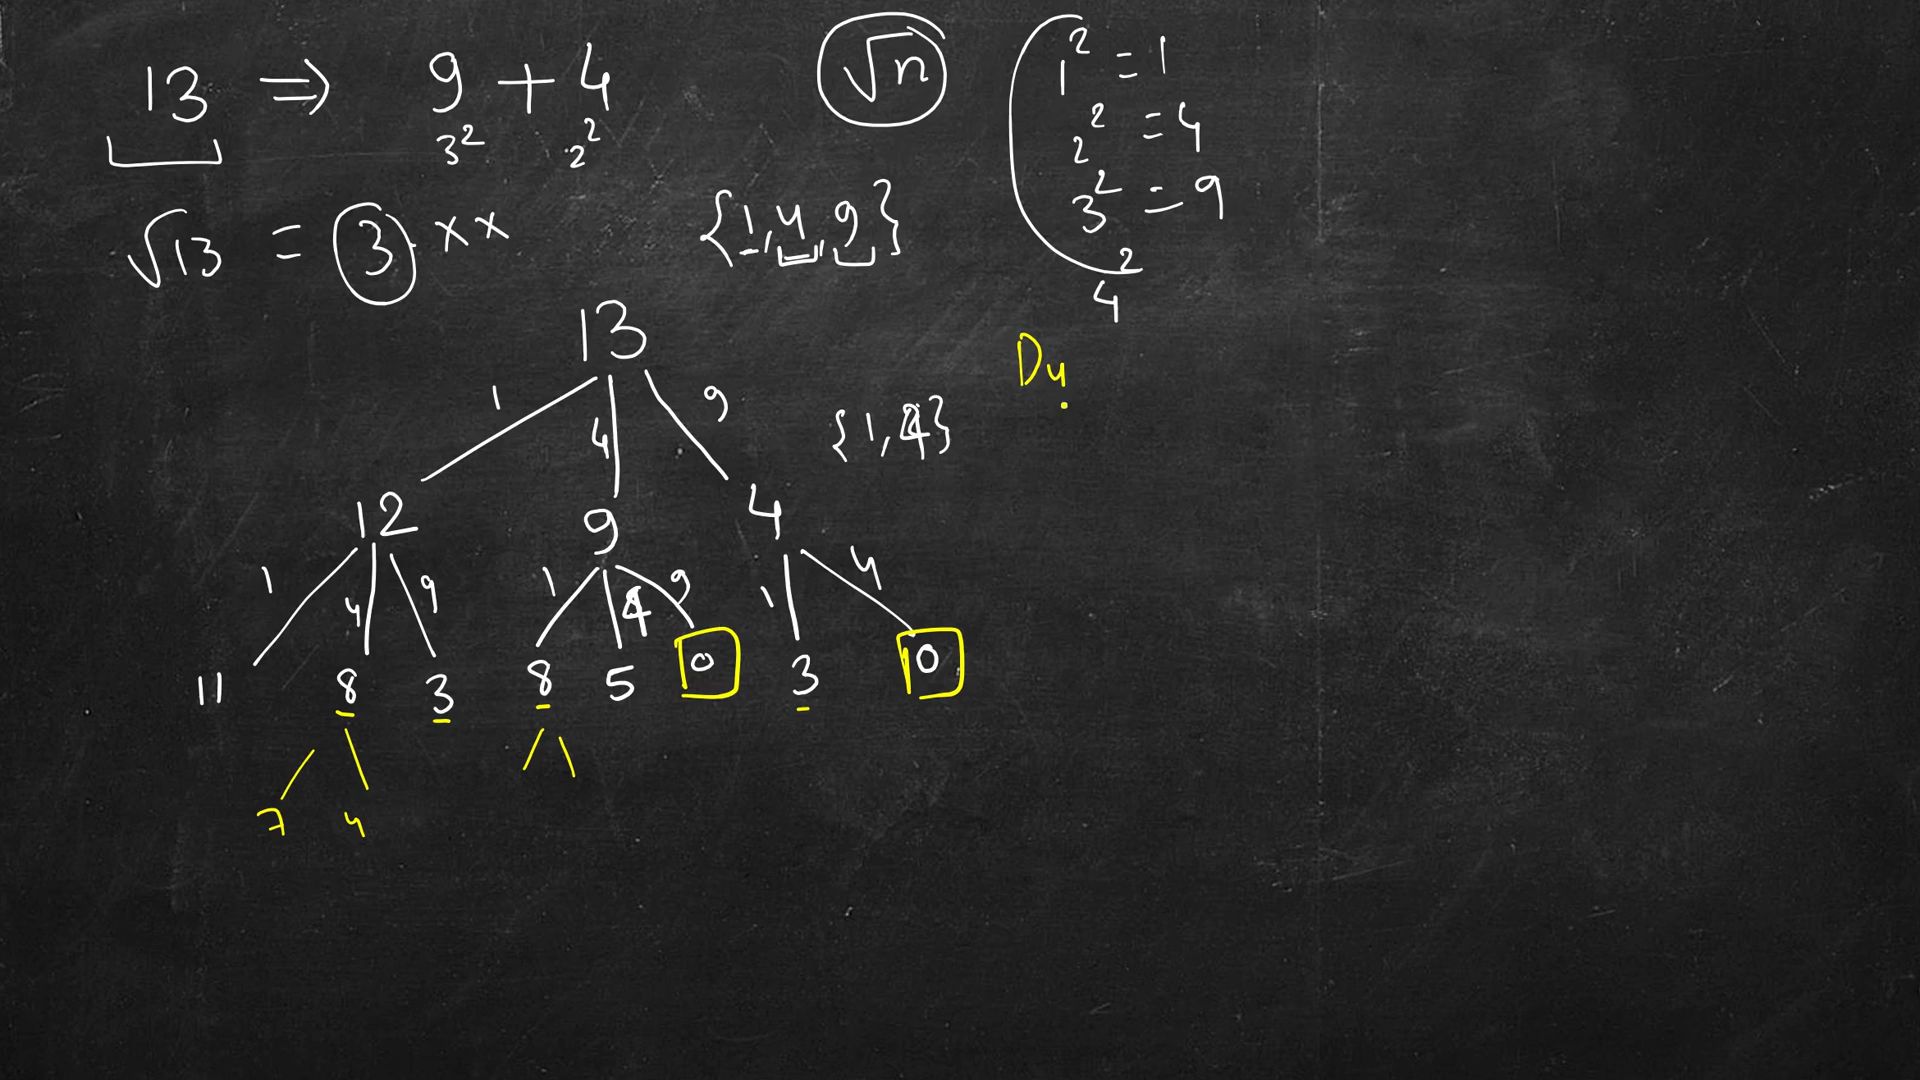 13 ⇒ 9 + 4
3² 2²
√n
1² = 1
2² = 4
3² = 9
4²
√13 = 3.xx
{1,4,9}
13
1 4 9
{1,4}
Dy
12 9 4
1 4 9 1 4 9 1 4
11 8 3 8 5 0 3 0
7 4